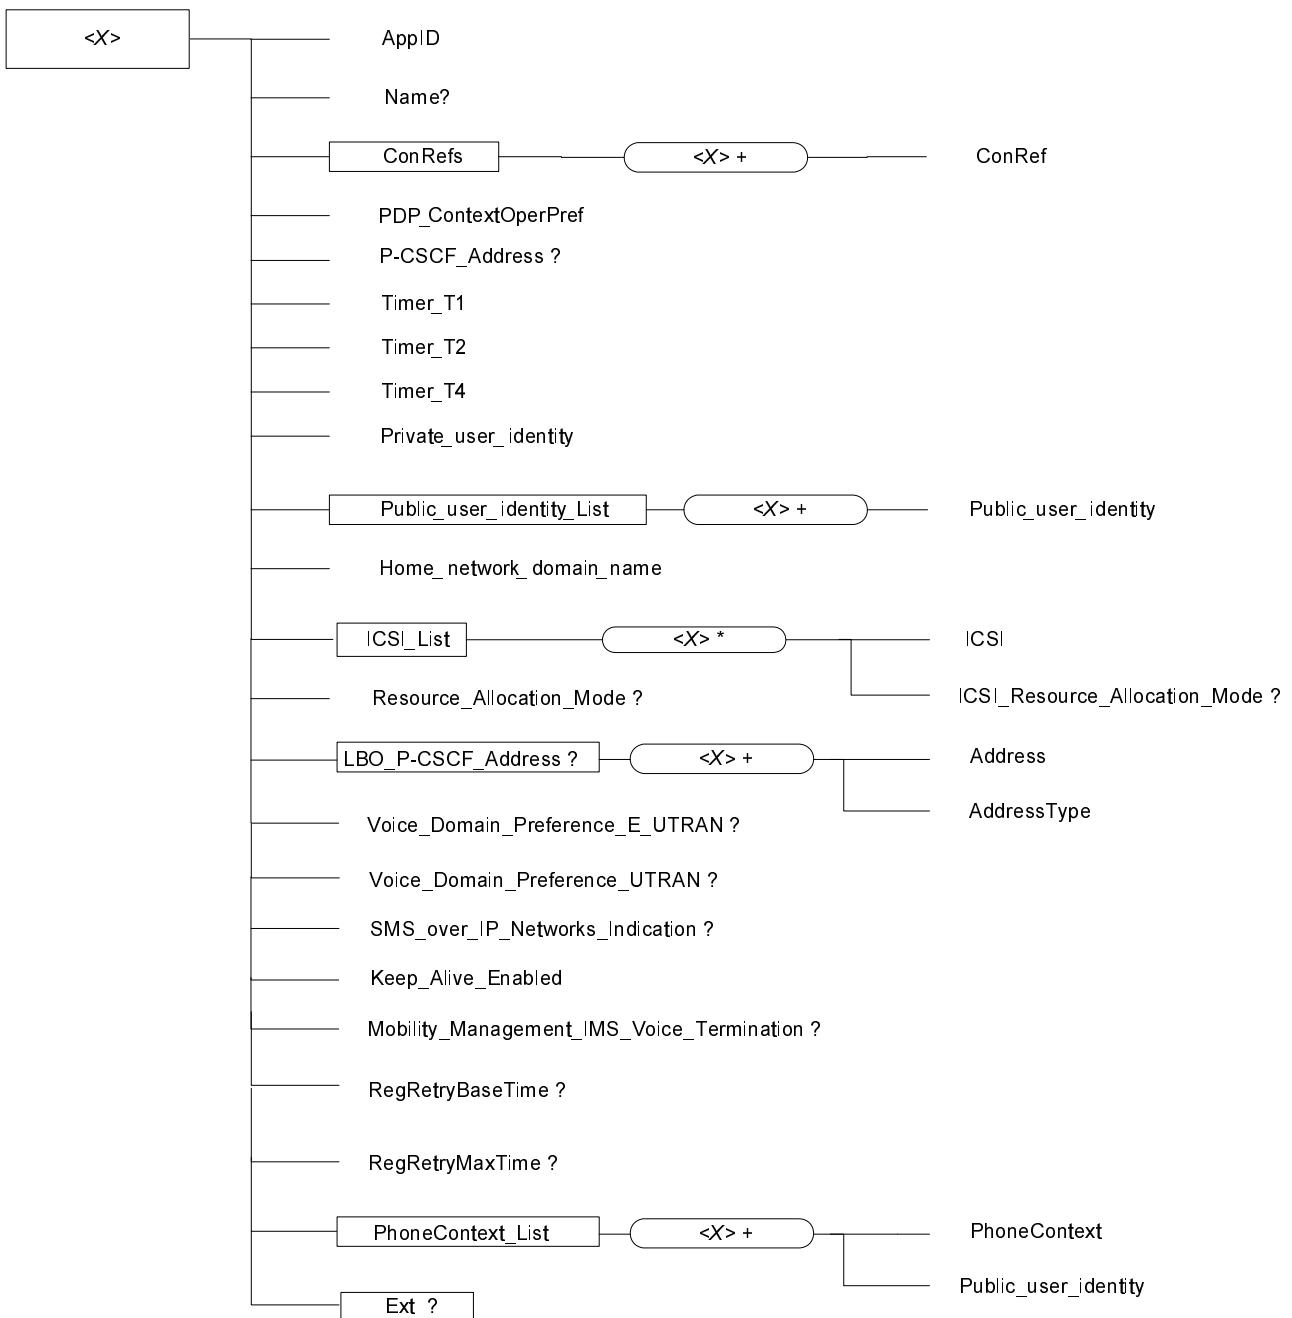 <X>
AppID
Name?
ConRefs
<X> +
ConRef
PDP_ContextOperPref
P-CSCF_Address ?
Timer_T1
Timer_T2
Timer_T4
Private_user_identity
Public_user_identity_List
<X> +
Public_user_identity
Home_network_domain_name
ICSI_List
<X> *
ICSI
Resource_Allocation_Mode ?
ICSI_Resource_Allocation_Mode ?
LBO_P-CSCF_Address ?
<X> +
Address
AddressType
Voice_Domain_Preference_E_UTRAN ?
Voice_Domain_Preference_UTRAN ?
SMS_over_IP_Networks_Indication ?
Keep_Alive_Enabled
Mobility_Management_IMS_Voice_Termination ?
RegRetryBaseTime ?
RegRetryMaxTime ?
PhoneContext_List
<X> +
PhoneContext
Public_user_identity
Ext ?